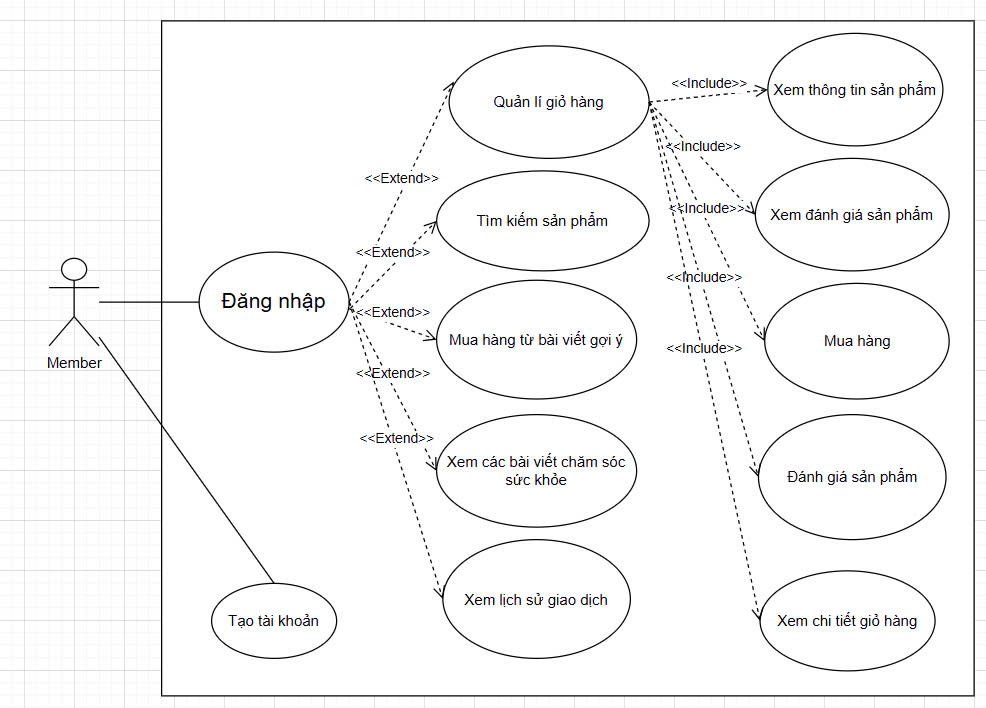 Quản lí giỏ hàng
<<Include>>
Xem thông tin sản phẩm
<<Include>>
<<Extend>>
Tìm kiếm sản phẩm
<<Include>>
Xem đánh giá sản phẩm
<<Extend>>
<<Include>>
Đăng nhập
<<Extend>>
Mua hàng từ bài viết gợi ý
<<Include>>
Mua hàng
Member
<<Extend>>
<<Extend>>
Xem các bài viết chăm sóc
sức khỏe
Đánh giá sản phẩm
Tạo tài khoản
Xem lịch sử giao dịch
Xem chi tiết giỏ hàng